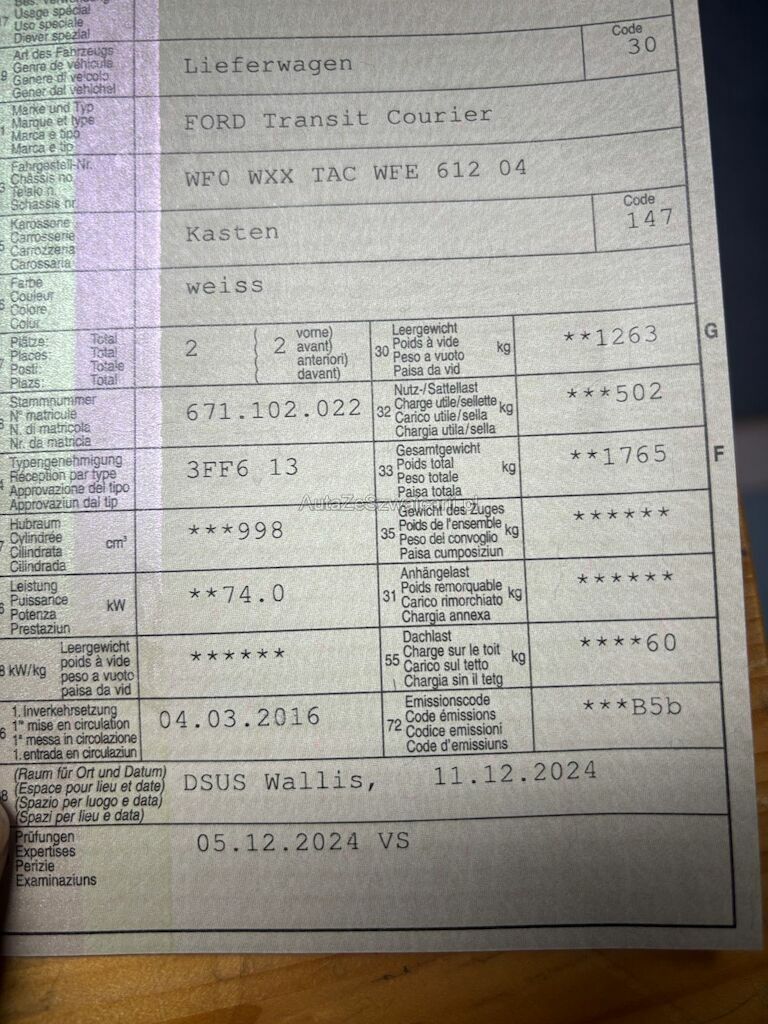 Usage spécial
Uso speciale
Diever spezial
Art des Fahrzeugs
Genre de véhicule
Genere di veicolo
Gener dal vehichel
Lieferwagen
Code
30
Marke und Typ
Marque et type
Marca e tipo
Marca e tip
FORD Transit Courier
Fahrgestell-Nr.
Châssis no
Telaio n.
Schassis nr.
WF0 WXX TAC WFE 612 04
Karosserie
Carrosserie
Carrozzeria
Carossaria
Kasten
Code
147
Farbe
Couleur
Colore
Colur
weiss
Plätze: Total
Places: Total
Posti: Totale
Plazs: Total
2
2
vorne)
avant)
anteriori)
davant)
30
Leergewicht
Poids à vide
Peso a vuoto
Paisa da vid
kg
**1263
G
Stammnummer
N° matricule
N. di matricola
Nr. da matricla
671.102.022
32
Nutz-/Sattellast
Charge utile/sellette
Carico utile/sella
Chargia utila/sella
kg
***502
Typengenehmigung
Réception par type
Approvazione del tipo
Approvaziun dal tip
3FF6 13
33
Gesamtgewicht
Poids total
Peso totale
Paisa totala
kg
**1765
F
Hubraum
Cylindrée
Cilindrata
Cilindrada
cm³
***998
35
Gewicht des Zuges
Poids de l'ensemble
Peso del convoglio
Paisa cumposiziun
kg
******
Leistung
Puissance
Potenza
Prestaziun
kW
**74.0
31
Anhängelast
Poids remorquable
Carico rimorchiato
Chargia annexa
kg
******
kW/kg
Leergewicht
poids à vide
peso a vuoto
paisa da vid
******
55
Dachlast
Charge sur le toit
Carico sul tetto
Chargia sin il tetg
kg
****60
1. Inverkehrsetzung
1re mise en circulation
1a messa in circolazione
1. entrada en circulaziun
04.03.2016
72
Emissionscode
Code émissions
Codice emissioni
Code d'emissiuns
***B5b
(Raum für Ort und Datum)
(Espace pour lieu et date)
(Spazio per luogo e data)
(Spazi per lieu e data)
DSUS Wallis, 11.12.2024
Prüfungen
Expertises
Perizie
Examinaziuns
05.12.2024 VS